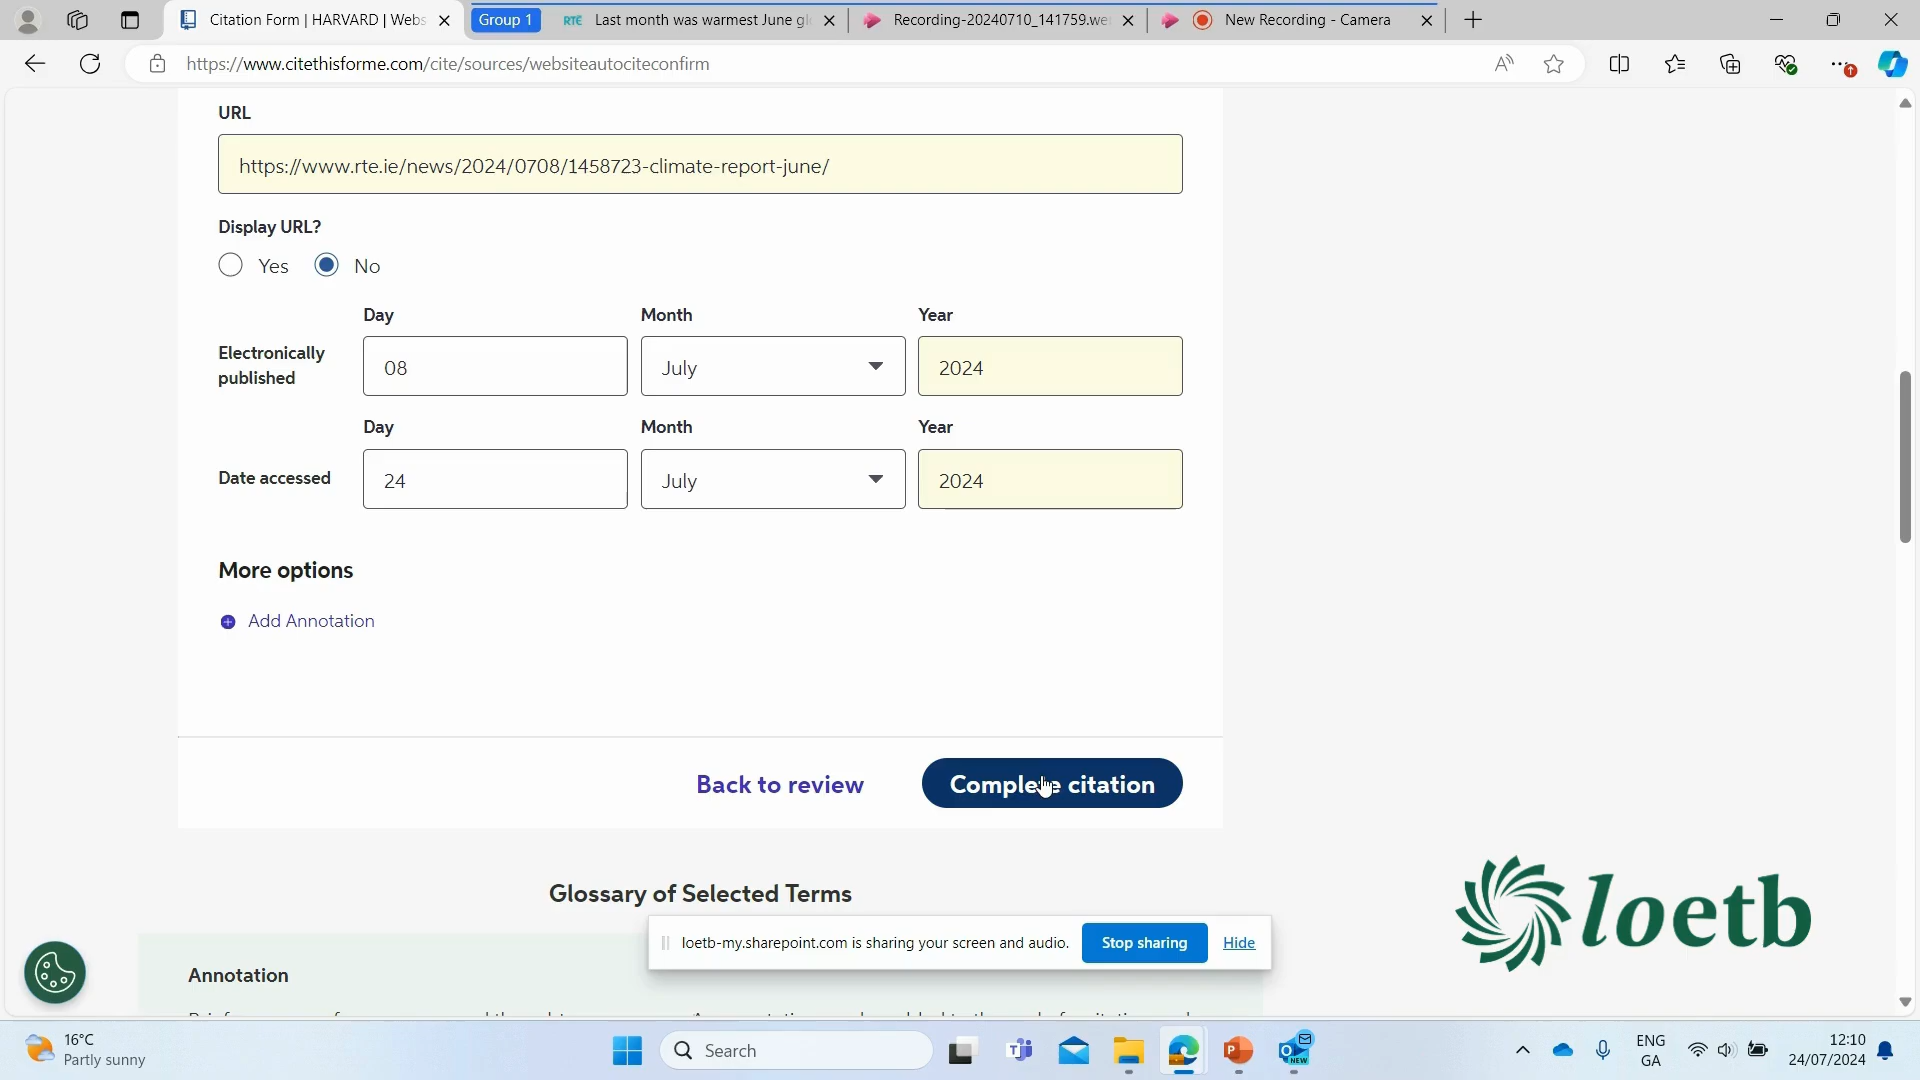 Citation Form | HARVARD | Webs
Group 1
RTÉ
Last month was warmest June gl
Recording-20240710_141759.we
New Recording - Camera
https://www.citethisforme.com/cite/sources/websiteautociteconfirm
URL
https://www.rte.ie/news/2024/0708/1458723-climate-report-june/
Display URL?
Yes No
Day Month Year
Electronically published
08 July 2024
Day Month Year
Date accessed 24 July 2024
More options
Add Annotation
Back to review
Complete citation
Glossary of Selected Terms
loetb-my.sharepoint.com is sharing your screen and audio.
Stop sharing
Hide
Annotation
loetb
16°C
Partly sunny
Search
NEW
ENG
GA
12:10
24/07/2024